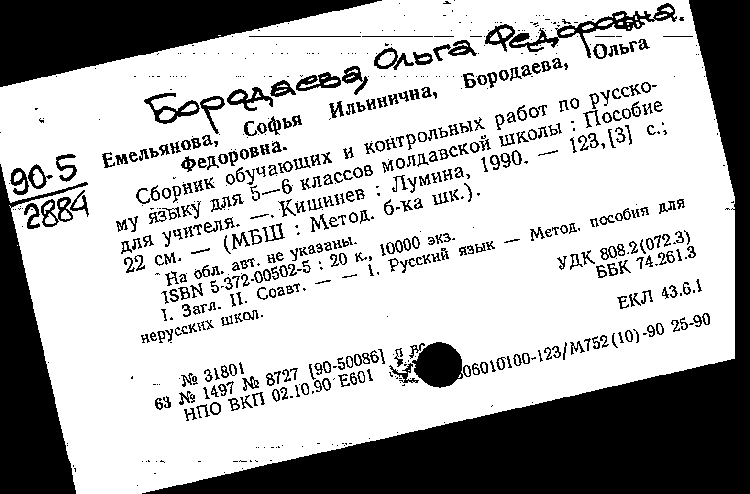 Бородаева, Ольга Федоровна.
90-5
2884
Емельянова, Софья Ильинична, Бородаева, Ольга
Федоровна.
Сборник обучающих и контрольных работ по русско-
му языку для 5—6 классов молдавской школы : Пособие
для учителя. — Кишинев : Лумина, 1990. — 123,[3] с.;
22 см. — (МБШ : Метод. б-ка шк.).
На обл. авт. не указаны.
ISBN 5-372-00502-5 : 20 к., 10000 экз.
I. Загл. II. Соавт. — — 1. Русский язык — Метод. пособия для
нерусских школ.
УДК 808.2(072.3)
ББК 74.261.3
ЕКЛ 43.6.1
№ 31801
63 № 1497 № 8727 [90-50086] п
НПО ВКП 02.10.90 Е601 06010100-123/М752(10)-90 25-90